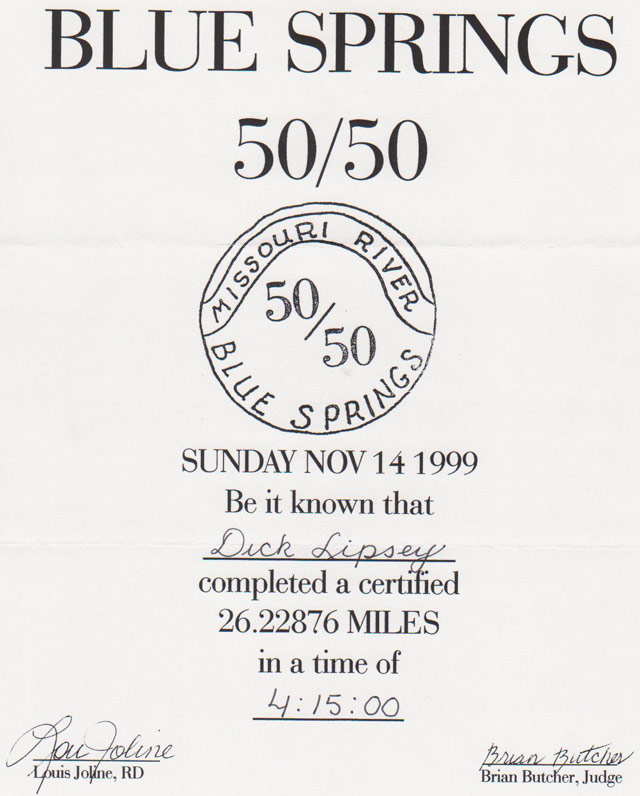 BLUE SPRINGS
50/50
MISSOURI RIVER
50/50
BLUE SPRINGS
SUNDAY NOV 14 1999
Be it known that
Dick Lipsey
completed a certified
26.22876 MILES
in a time of
4:15:00
Lou Joline Brian Butcher
Louis Joline, RD Brian Butcher, Judge